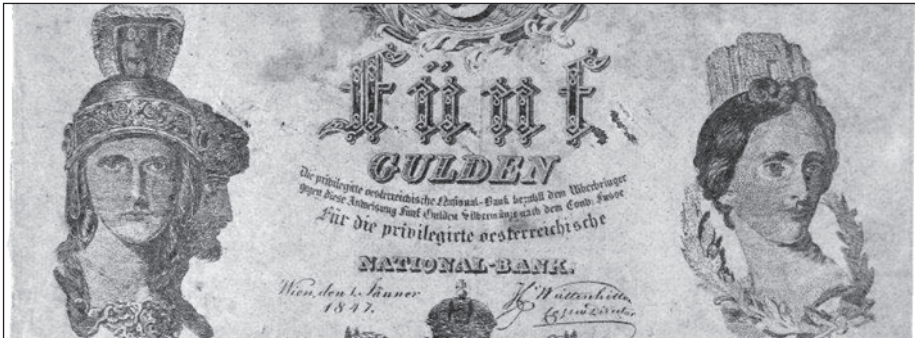 Fünf
GULDEN
Die privilegirte oesterreichische National-Bank bezahlt dem Uiberbringer
gegen diese Anweisung Fünf Gulden Silbermünze nach dem Conv. Fusse
Für die privilegirte oesterreichische
NATIONAL-BANK.
Wien, den 1. Jänner
1847.